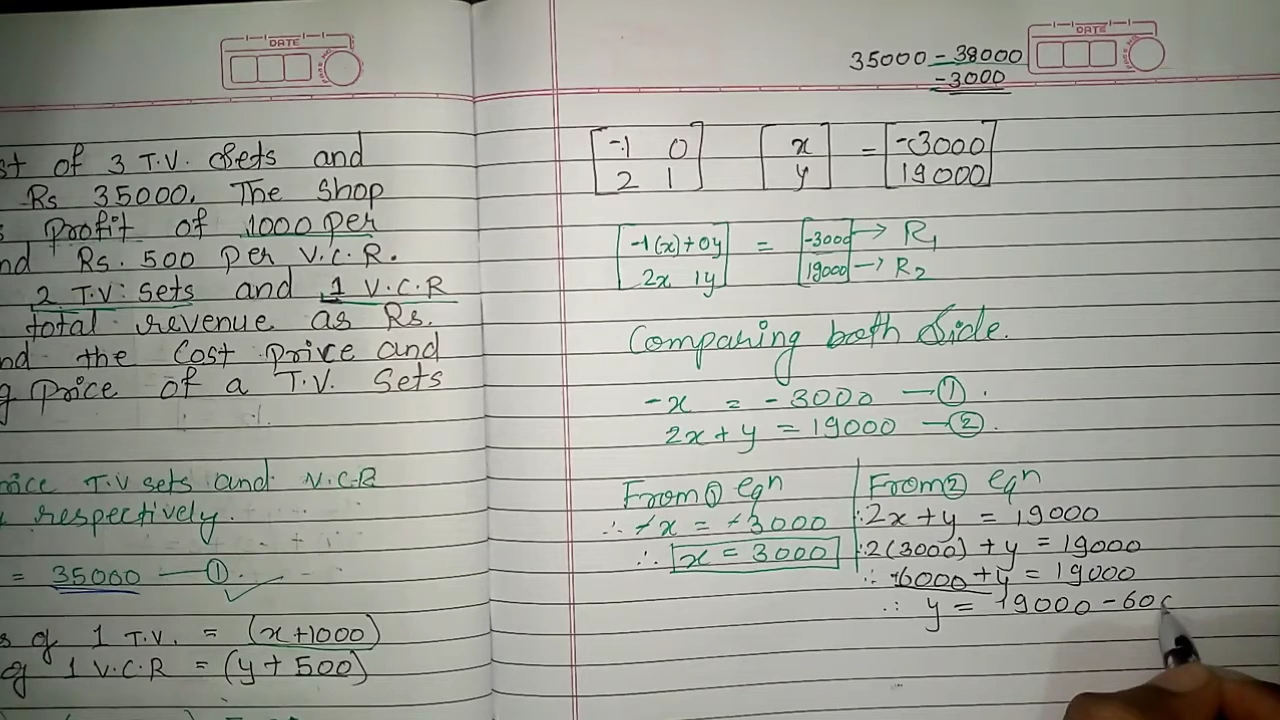 DATE
st of 3 T.V. Sets and
Rs 35000. The Shop
s Profit of 1000 per
nd Rs. 500 Per V.C.R.
2 T.V. Sets and 1 V.C.R
total revenue as Rs.
nd the Cost Price and
g Price of a T.V. Sets
rice T.V sets and V.C.R
respectively.
= 35000 — ①.
s of 1 T.V. = (x+1000)
g of 1 V.C.R = (y + 500)
DATE
35000 - 38000
-3000
[-1 0] [x] = [-3000]
[2 1] [y] [19000]
[-1(x)+0y] = [-3000] → R₁
[2x 1y] [19000] → R₂
Comparing both Side.
-x = -3000 — ①.
2x + y = 19000 — ②.
From ① eqn
∴ -x = -3000
∴ x = 3000
From ② eqn
∴ 2x + y = 19000
∴ 2(3000) + y = 19000
∴ 6000 + y = 19000
∴ y = 19000 - 600